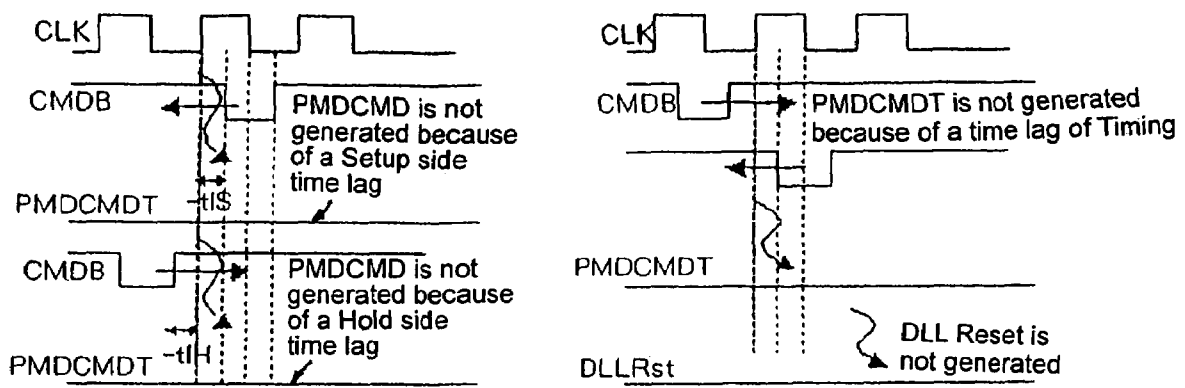 CLK
CMDB
PMDCMD is not
generated because
of a Setup side
time lag
-tIS
PMDCMDT
CMDB
PMDCMD is not
generated because
of a Hold side
time lag
-tIH
PMDCMDT
CLK
CMDB
PMDCMDT is not generated
because of a time lag of Timing
PMDCMDT
DLL Reset is
not generated
DLLRst